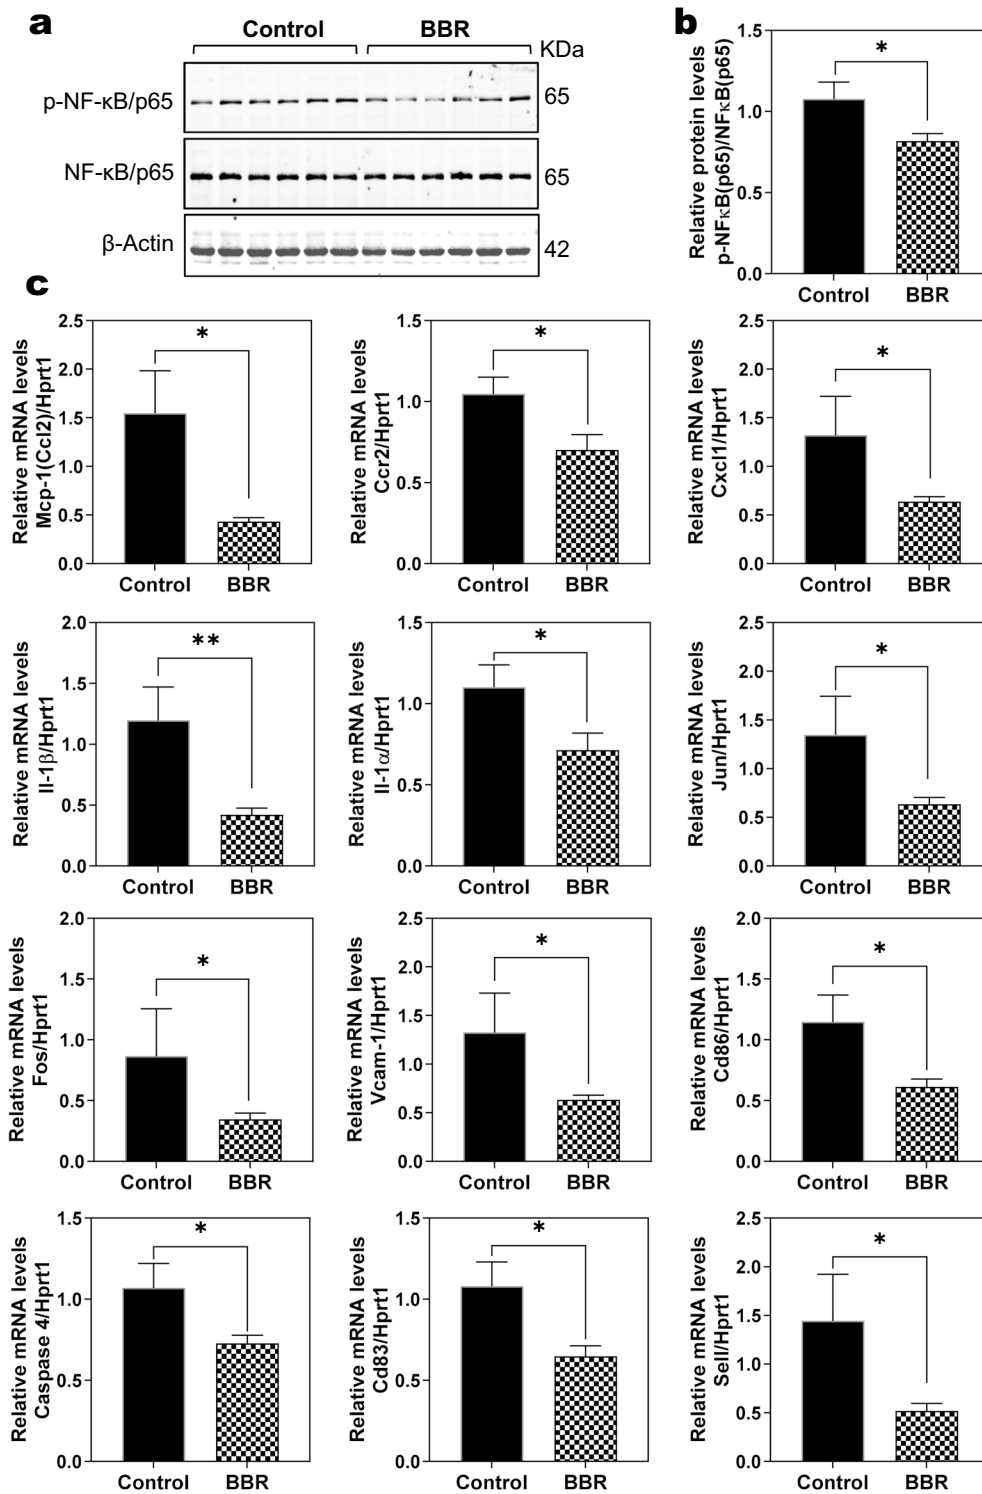 a
Control BBR
KDa
p-NF-κB/p65 65
NF-κB/p65 65
β-Actin 42
b
Relative protein levels
p-NFκB(p65)/NFκB(p65)
1.5
1.0
0.5
0.0
*
Control BBR
c
Relative mRNA levels
Mcp-1(Ccl2)/Hprt1
2.5
2.0
1.5
1.0
0.5
0.0
*
Control BBR
Relative mRNA levels
Ccr2/Hprt1
1.5
1.0
0.5
0.0
*
Control BBR
Relative mRNA levels
Cxcl1/Hprt1
2.5
2.0
1.5
1.0
0.5
0.0
*
Control BBR
Relative mRNA levels
Il-1β/Hprt1
2.0
1.5
1.0
0.5
0.0
**
Control BBR
Relative mRNA levels
Il-1α/Hprt1
1.5
1.0
0.5
0.0
*
Control BBR
Relative mRNA levels
Jun/Hprt1
2.5
2.0
1.5
1.0
0.5
0.0
*
Control BBR
Relative mRNA levels
Fos/Hprt1
2.0
1.5
1.0
0.5
0.0
*
Control BBR
Relative mRNA levels
Vcam-1/Hprt1
2.5
2.0
1.5
1.0
0.5
0.0
*
Control BBR
Relative mRNA levels
Cd86/Hprt1
2.0
1.5
1.0
0.5
0.0
*
Control BBR
Relative mRNA levels
Caspase 4/Hprt1
1.5
1.0
0.5
0.0
*
Control BBR
Relative mRNA levels
Cd83/Hprt1
1.5
1.0
0.5
0.0
*
Control BBR
Relative mRNA levels
Sell/Hprt1
2.5
2.0
1.5
1.0
0.5
0.0
*
Control BBR